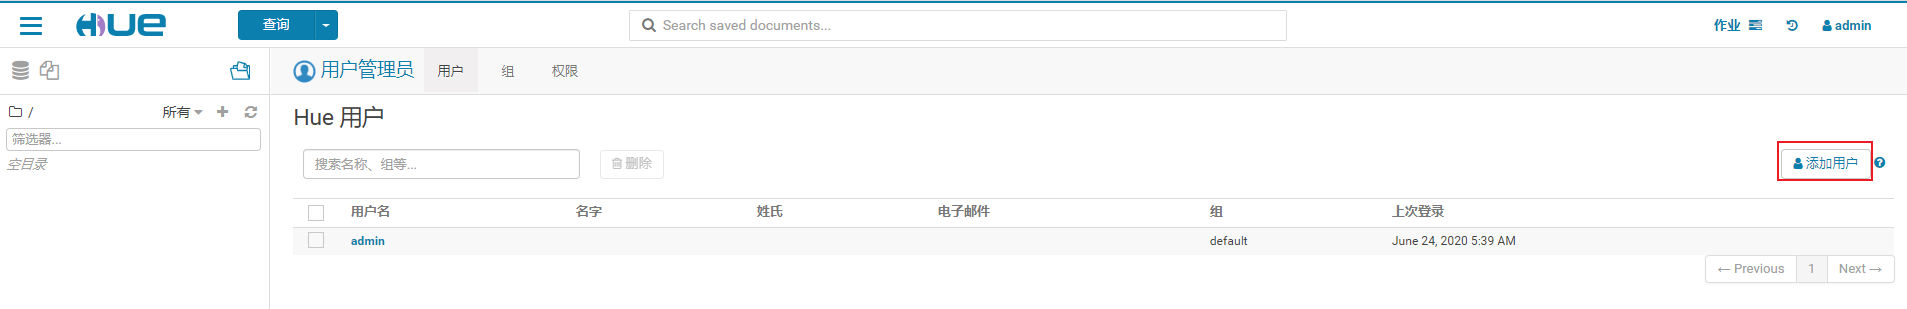 HUE 查询 Search saved documents... 作业 admin
用户管理员 用户 组 权限
/ 所有
筛选器...
空目录
Hue 用户
搜索名称、组等... 删除 添加用户
用户名 名字 姓氏 电子邮件 组 上次登录
admin default June 24, 2020 5:39 AM
← Previous 1 Next →